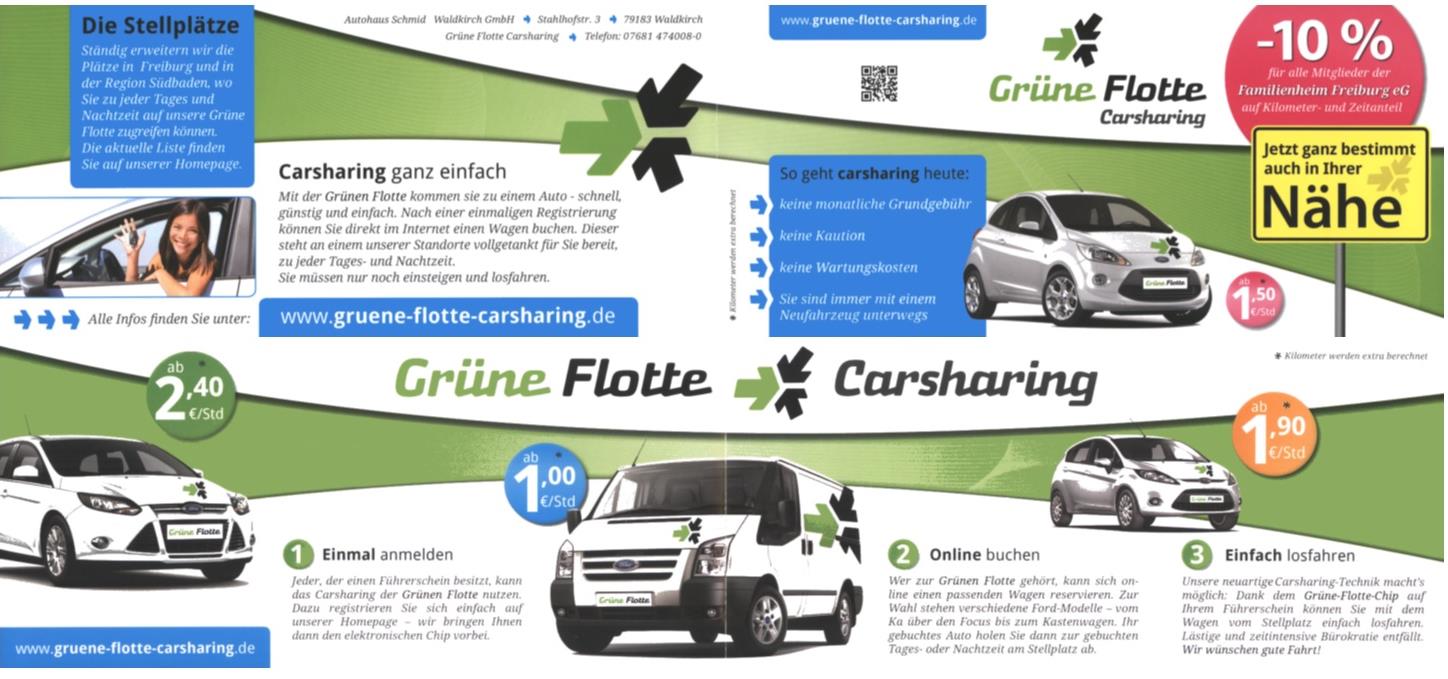 Die Stellplätze
Ständig erweitern wir die
Plätze in Freiburg und in
der Region Südbaden, wo
Sie zu jeder Tages und
Nachtzeit auf unsere Grüne
Flotte zugreifen können.
Die aktuelle Liste finden
Sie auf unserer Homepage.
Alle Infos finden Sie unter:
Autohaus Schmid Waldkirch GmbH Stahlhofstr. 3 79183 Waldkirch
Grüne Flotte Carsharing Telefon: 07681 474008-0
Carsharing ganz einfach
Mit der Grünen Flotte kommen sie zu einem Auto - schnell,
günstig und einfach. Nach einer einmaligen Registrierung
können Sie direkt im Internet einen Wagen buchen. Dieser
steht an einem unserer Standorte vollgetankt für Sie bereit,
zu jeder Tages- und Nachtzeit.
Sie müssen nur noch einsteigen und losfahren.
www.gruene-flotte-carsharing.de
www.gruene-flotte-carsharing.de
Grüne Flotte
Carsharing
-10 %
für alle Mitglieder der
Familienheim Freiburg eG
auf Kilometer- und Zeitanteil
Jetzt ganz bestimmt
auch in Ihrer
Nähe
* Kilometer werden extra berechnet
So geht carsharing heute:
keine monatliche Grundgebühr
keine Kaution
keine Wartungskosten
Sie sind immer mit einem
Neufahrzeug unterwegs
Grüne Flotte
ab *
1,50
€/Std
Grüne Flotte Carsharing
* Kilometer werden extra berechnet
ab *
2,40
€/Std
Grüne Flotte
ab *
1,00
€/Std
Grüne Flotte
ab *
1,90
€/Std
Grüne Flotte
1 Einmal anmelden
Jeder, der einen Führerschein besitzt, kann
das Carsharing der Grünen Flotte nutzen.
Dazu registrieren Sie sich einfach auf
unserer Homepage – wir bringen Ihnen
dann den elektronischen Chip vorbei.
2 Online buchen
Wer zur Grünen Flotte gehört, kann sich on-
line einen passenden Wagen reservieren. Zur
Wahl stehen verschiedene Ford-Modelle – vom
Ka über den Focus bis zum Kastenwagen. Ihr
gebuchtes Auto holen Sie dann zur gebuchten
Tages- oder Nachtzeit am Stellplatz ab.
3 Einfach losfahren
Unsere neuartige Carsharing-Technik macht's
möglich: Dank dem Grüne-Flotte-Chip auf
Ihrem Führerschein können Sie mit dem
Wagen vom Stellplatz einfach losfahren.
Lästige und zeitintensive Bürokratie entfällt.
Wir wünschen gute Fahrt!
www.gruene-flotte-carsharing.de